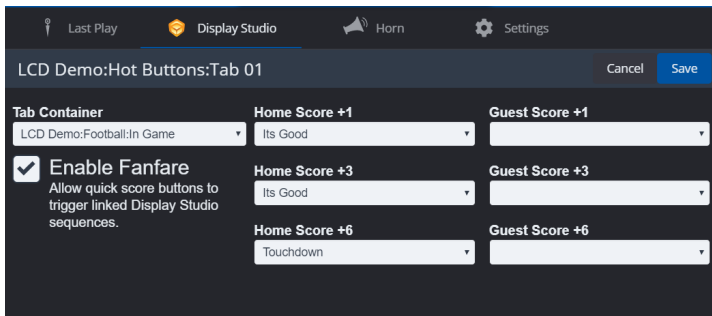 Last Play
Display Studio
Horn
Settings
LCD Demo:Hot Buttons:Tab 01
Cancel
Save
Tab Container
Home Score +1
Guest Score +1
LCD Demo:Football:In Game
Its Good
Enable Fanfare
Allow quick score buttons to
trigger linked Display Studio
sequences.
Home Score +3
Guest Score +3
Its Good
Home Score +6
Guest Score +6
Touchdown